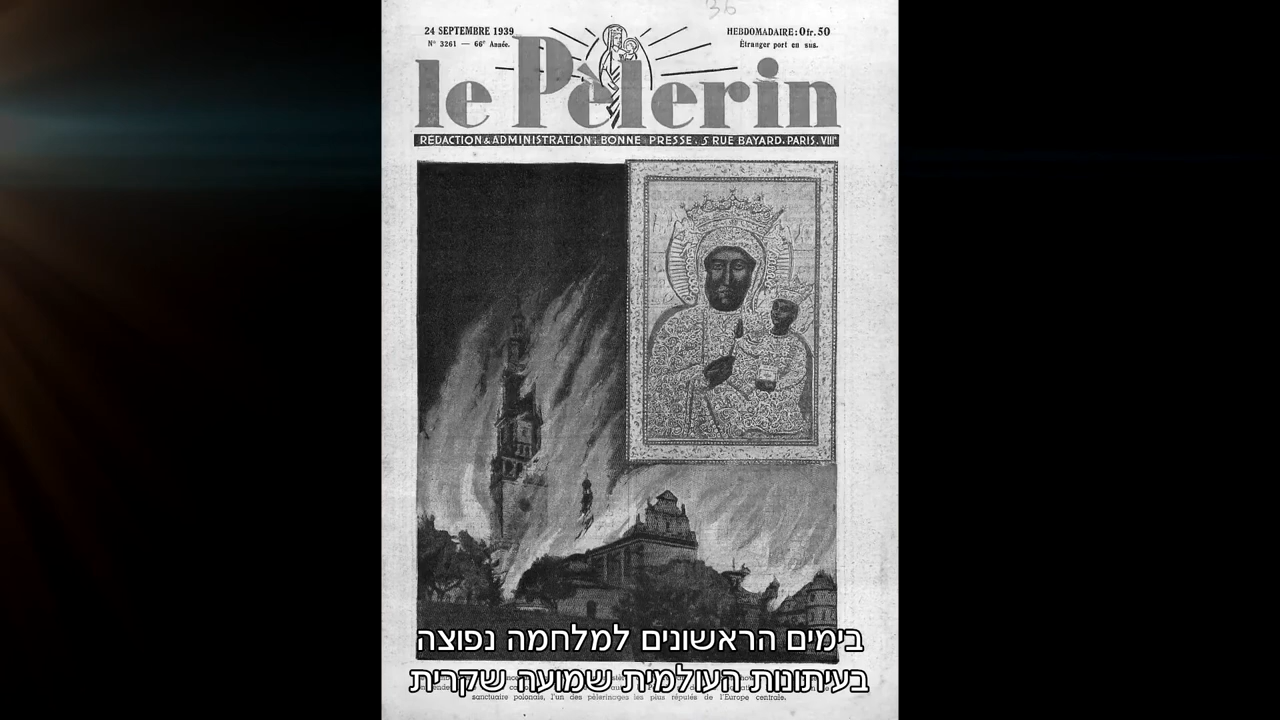 36
24 SEPTEMBRE 1939
N° 3261 — 66e Année.
HEBDOMADAIRE: 0 fr. 50
Étranger port en sus.
le Pèlerin
RÉDACTION & ADMINISTRATION: BONNE PRESSE. 5 RUE BAYARD. PARIS. VIIIe
בימים הראשונים למלחמה נפוצה
בעיתונות העולמית שמועה שקרית
sanctuaire polonais, l'un des pèlerinages les plus réputés de l'Europe centrale.